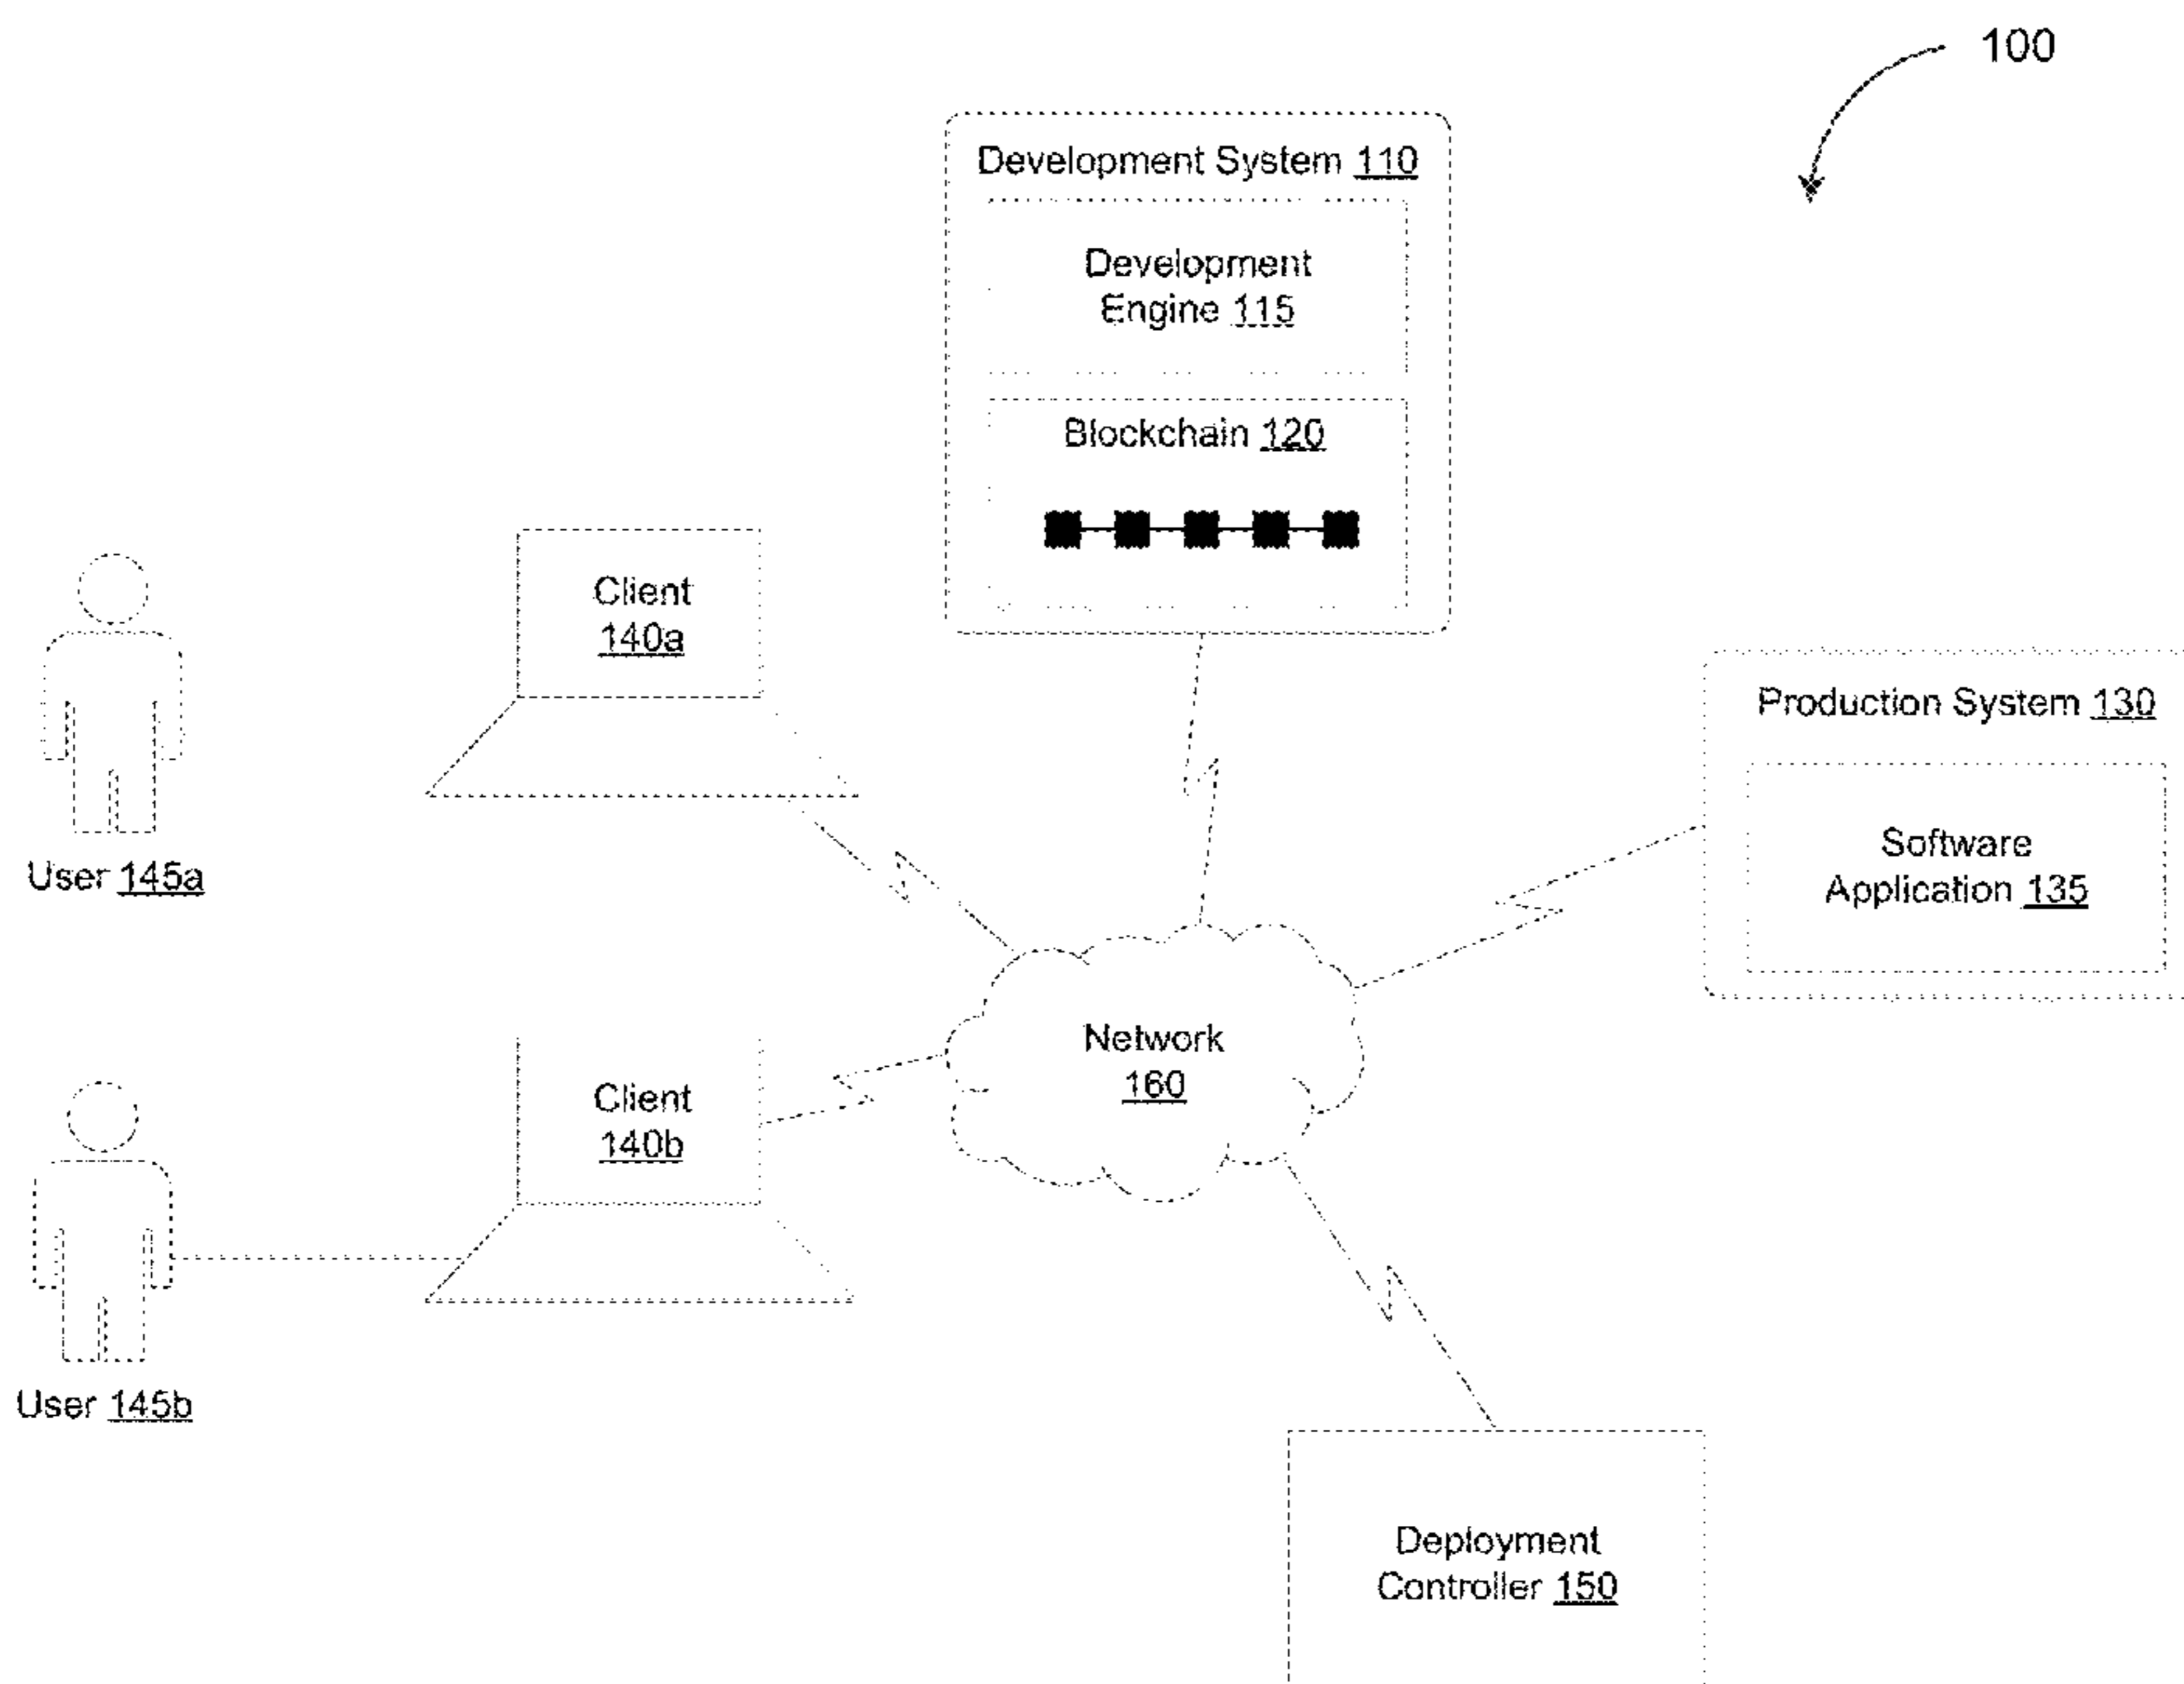 100
Development System 110
Development
Engine 115
Blockchain 120
Client
140a
Production System 130
Software
Application 135
User 145a
Network
160
Client
140b
User 145b
Deployment
Controller 150